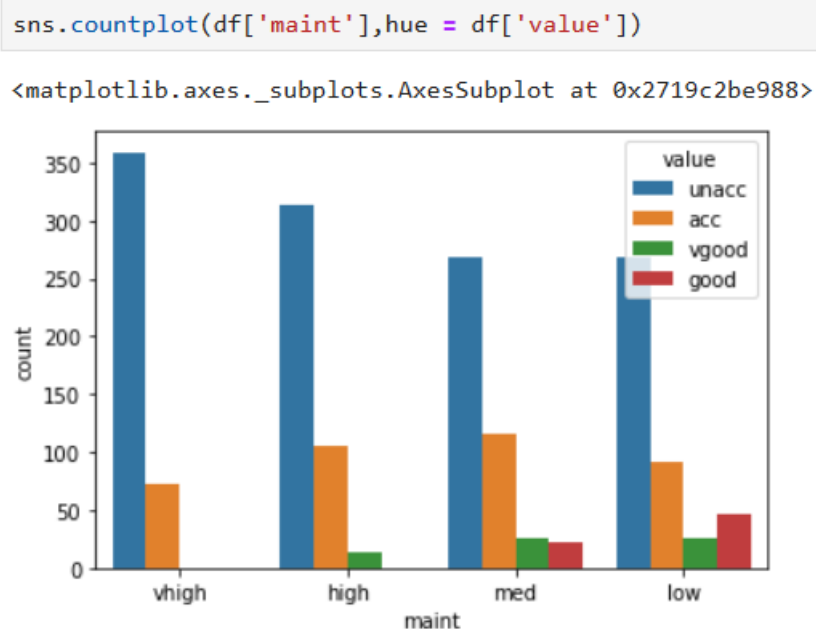 sns.countplot(df['maint'],hue = df['value'])
<matplotlib.axes._subplots.AxesSubplot at 0x2719c2be988>
value
unacc
acc
vgood
good
350
300
250
200
150
100
50
0
count
vhigh high med low
maint